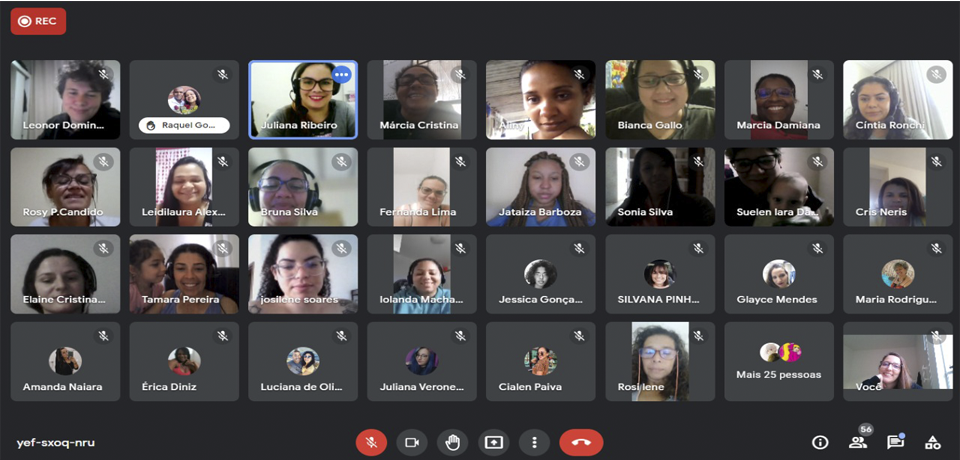 REC
Leonor Domin...
Raquel Go...
Juliana Ribeiro
Márcia Cristina
Bianca Gallo
Marcia Damiana
Cíntia Ronchi
Rosy P.Candido
Leidilaura Alex...
Bruna Silva
Fernanda Lima
Jataiza Barboza
Sonia Silva
Suelen Iara Da...
Cris Neris
Elaine Cristina...
Tamara Pereira
josilene soares
Iolanda Macha...
Jessica Gonça...
SILVANA PINH...
Glayce Mendes
Maria Rodrigu...
Amanda Naiara
Érica Diniz
Luciana de Oli...
Juliana Verone...
Cialen Paiva
Rosilene
Mais 25 pessoas
Você
yef-sxoq-nru
56